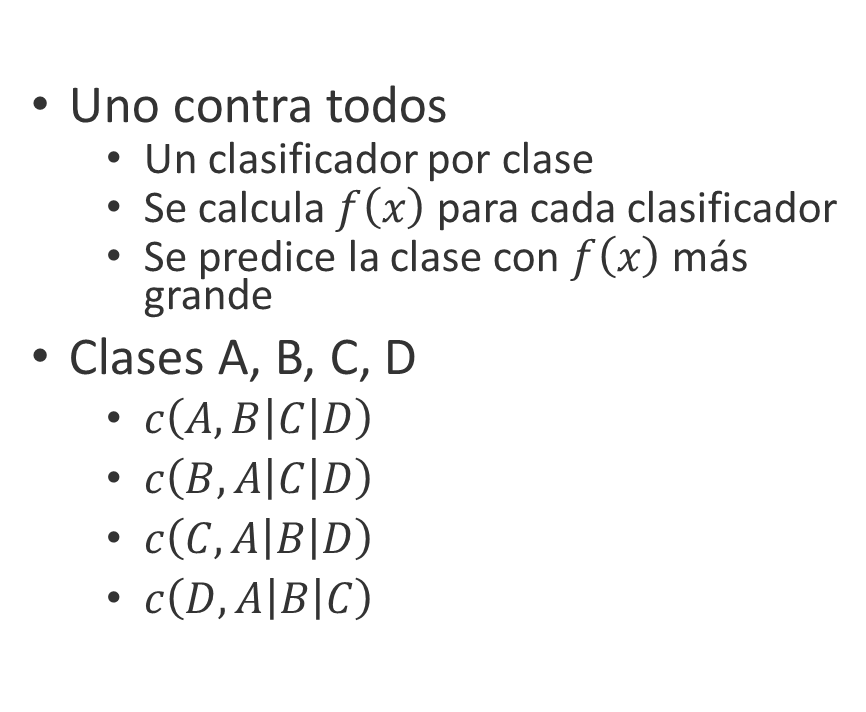 • Uno contra todos
• Un clasificador por clase
• Se calcula f(x) para cada clasificador
• Se predice la clase con f(x) más
grande
• Clases A, B, C, D
• c(A, B|C|D)
• c(B, A|C|D)
• c(C, A|B|D)
• c(D, A|B|C)